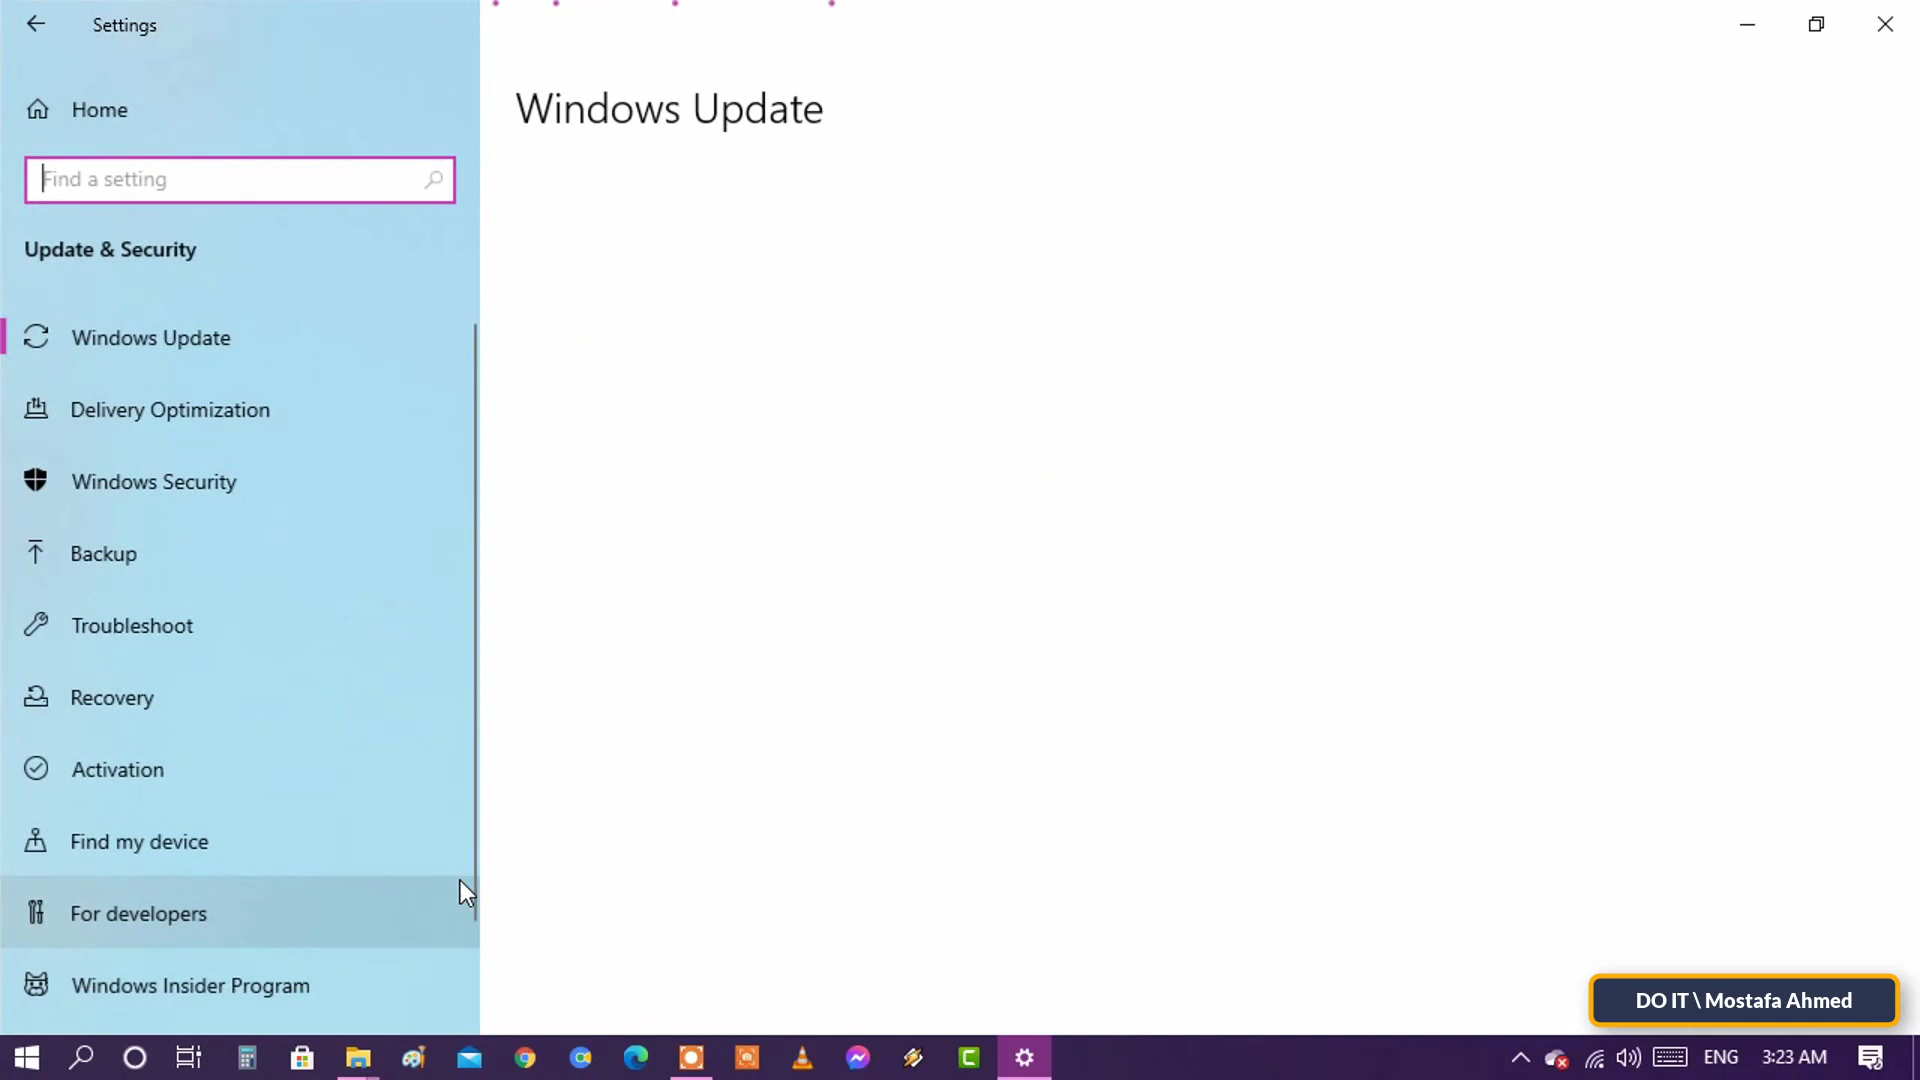 Settings
Home
Find a setting
Update & Security
Windows Update
Delivery Optimization
Windows Security
Backup
Troubleshoot
Recovery
Activation
Find my device
For developers
Windows Insider Program
Windows Update
DO IT \ Mostafa Ahmed
ENG
3:23 AM